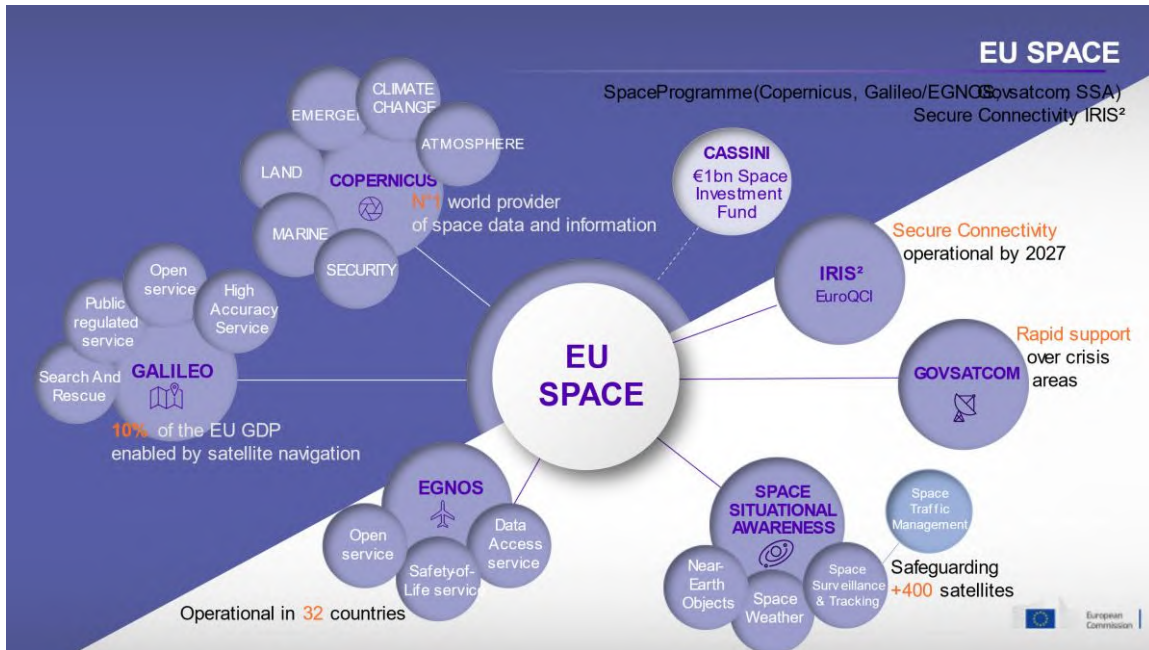 EU SPACE
SpaceProgramme(Copernicus, Galileo/EGNOS, Govsatcom, SSA)
Secure Connectivity IRIS²
CLIMATE
CHANGE
EMERGEN
ATMOSPHERE
LAND
COPERNICUS
N°1 world provider
of space data and information
MARINE
SECURITY
CASSINI
€1bn Space
Investment
Fund
Secure Connectivity
operational by 2027
IRIS²
EuroQCI
Open
service
High
Accuracy
Service
Public
regulated
service
Search And
Rescue
GALILEO
10% of the EU GDP
enabled by satellite navigation
EU
SPACE
Rapid support
over crisis
areas
GOVSATCOM
EGNOS
Open
service
Safety-of-
Life service
Data
Access
service
Operational in 32 countries
SPACE
SITUATIONAL
AWARENESS
Space
Traffic
Management
Near-
Earth
Objects
Space
Weather
Space
Surveillance
& Tracking
Safeguarding
+400 satellites
European
Commission